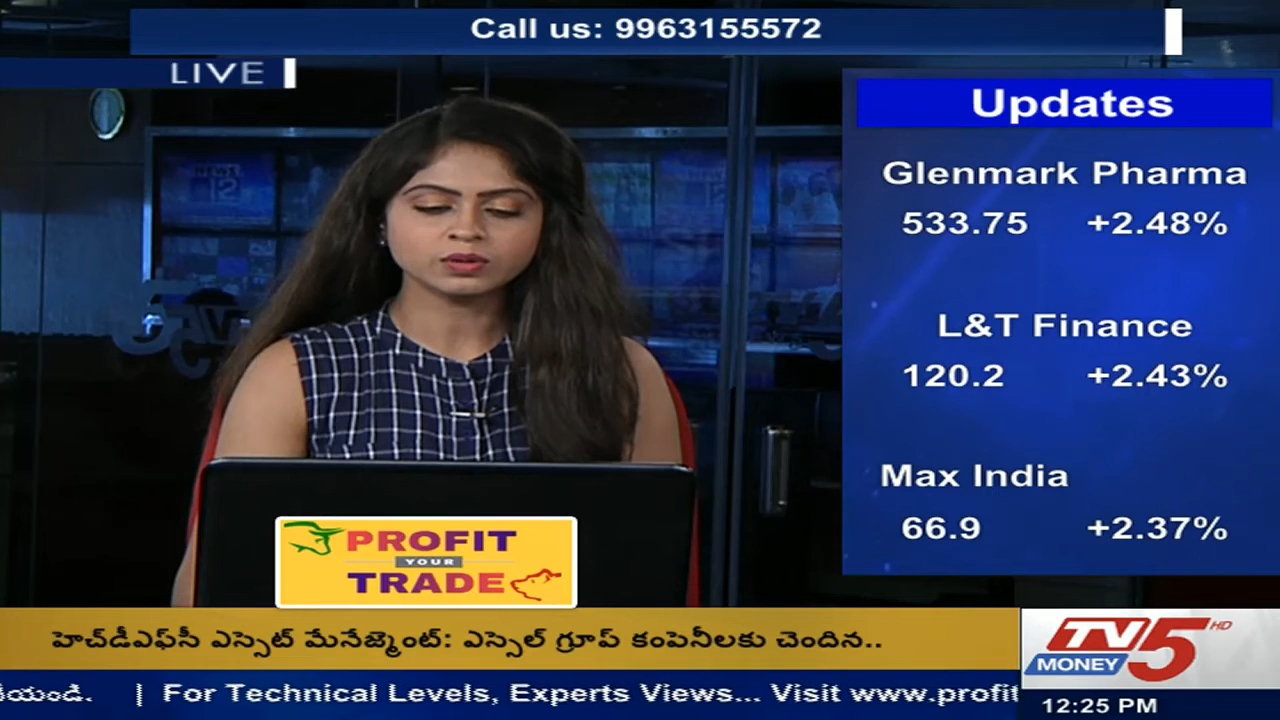 Call us: 9963155572
LIVE
Updates
Glenmark Pharma
533.75 +2.48%
L&T Finance
120.2 +2.43%
Max India
66.9 +2.37%
NEWS
12
PROFIT
YOUR
TRADE
హెచ్‌డీఎఫ్‌సీ ఎస్సెట్ మేనేజ్మెంట్: ఎస్సెల్ గ్రూప్ కంపెనీలకు చెందిన..
TV5 HD
MONEY
యండి. | For Technical Levels, Experts Views... Visit www.profit
12:25 PM